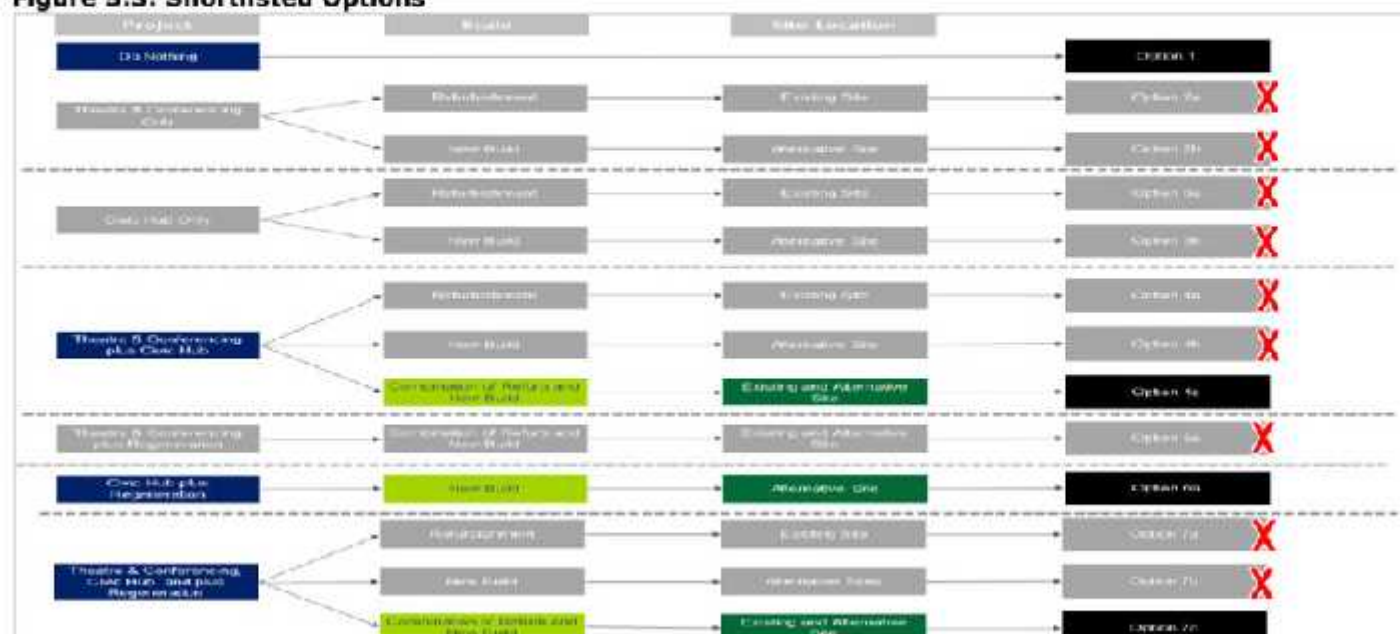 Figure 3.3: Shortlisted Options
Project
Build
Site Location
Do Nothing
Option 1
Theatre & Conferencing
Only
Refurbishment
Existing Site
Option 2a
X
New Build
Alternative Site
Option 2b
X
Civic Hub Only
Refurbishment
Existing Site
Option 3a
X
New Build
Alternative Site
Option 3b
X
Theatre & Conferencing
plus Civic Hub
Refurbishment
Existing Site
Option 4a
X
New Build
Alternative Site
Option 4b
X
Combination of Refurb and
New Build
Existing and Alternative
Site
Option 4c
Theatre & Conferencing
plus Regeneration
Combination of Refurb and
New Build
Existing and Alternative
Site
Option
X
Civic Hub plus
Regeneration
New Build
Alternative Site
Option
Theatre & Conferencing,
Civic Hub and plus
Regeneration
Refurbishment
Existing Site
Option 7a
X
New Build
Alternative Sites
Option 7b
X
Combination of Refurb and
New Build
Existing and Alternative
Site
Option 7c